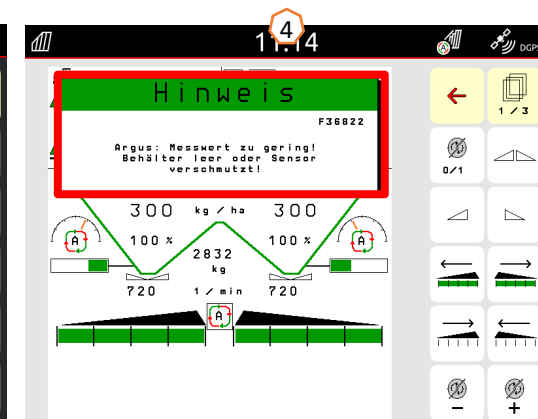 4
11:14
DGPS
Hinweis
F36822
Argus: Messwert zu gering!
Behälter leer oder Sensor
verschmutzt!
1 / 3
0/1
300 kg / ha 300
A 100 % 100 % A
2832
kg
720 1 / min 720
A